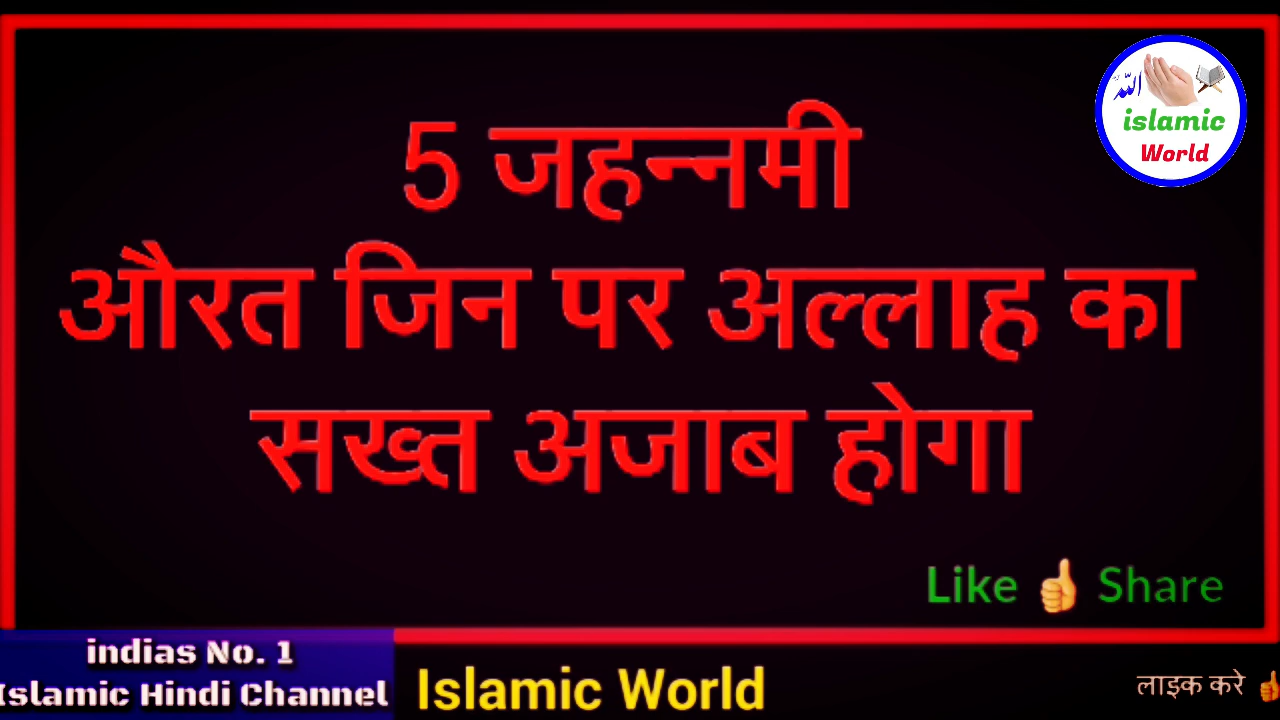 الله
islamic
World
5 जहन्नमी
औरत जिन पर अल्लाह का
सख्त अजाब होगा
Like 👍 Share
indias No. 1
Islamic Hindi Channel
Islamic World
लाइक करे 👍